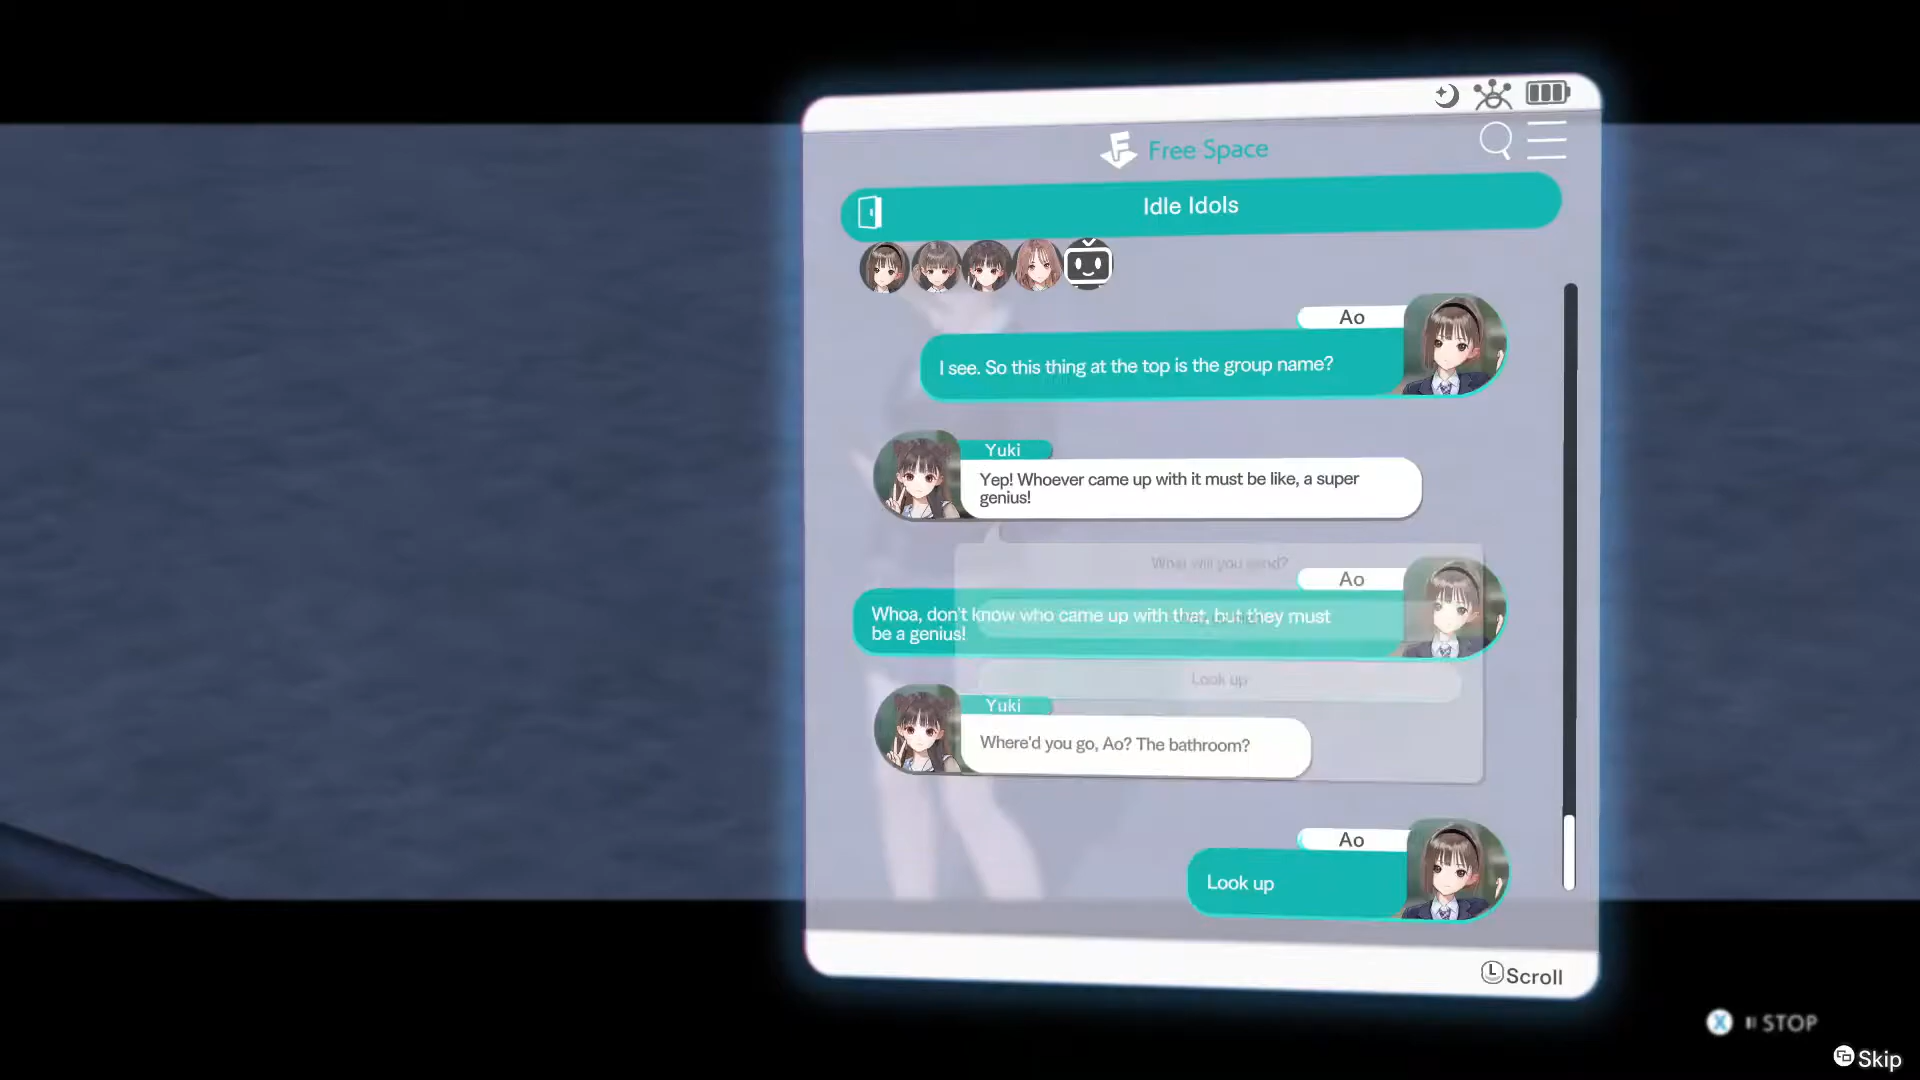 Free Space
Idle Idols
Ao
I see. So this thing at the top is the group name?
Yuki
Yep! Whoever came up with it must be like, a super
genius!
What will you send?
Ao
Whoa, don't know who came up with that, but they must
be a genius!
Look up
Yuki
Where'd you go, Ao? The bathroom?
Ao
Look up
L Scroll
X STOP
Skip